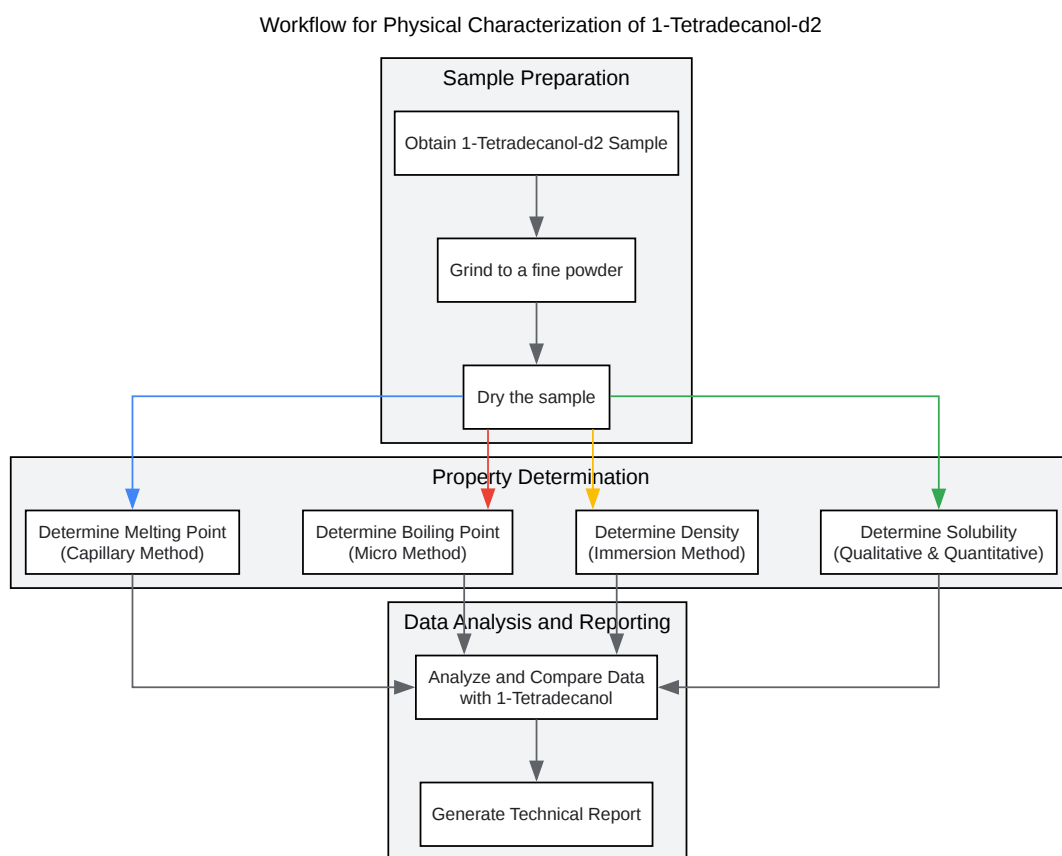 Workflow for Physical Characterization of 1-Tetradecanol-d2
Sample Preparation
Obtain 1-Tetradecanol-d2 Sample
Grind to a fine powder
Dry the sample
Property Determination
Determine Melting Point
(Capillary Method)
Determine Boiling Point
(Micro Method)
Determine Density
(Immersion Method)
Determine Solubility
(Qualitative & Quantitative)
Data Analysis and Reporting
Analyze and Compare Data
with 1-Tetradecanol
Generate Technical Report